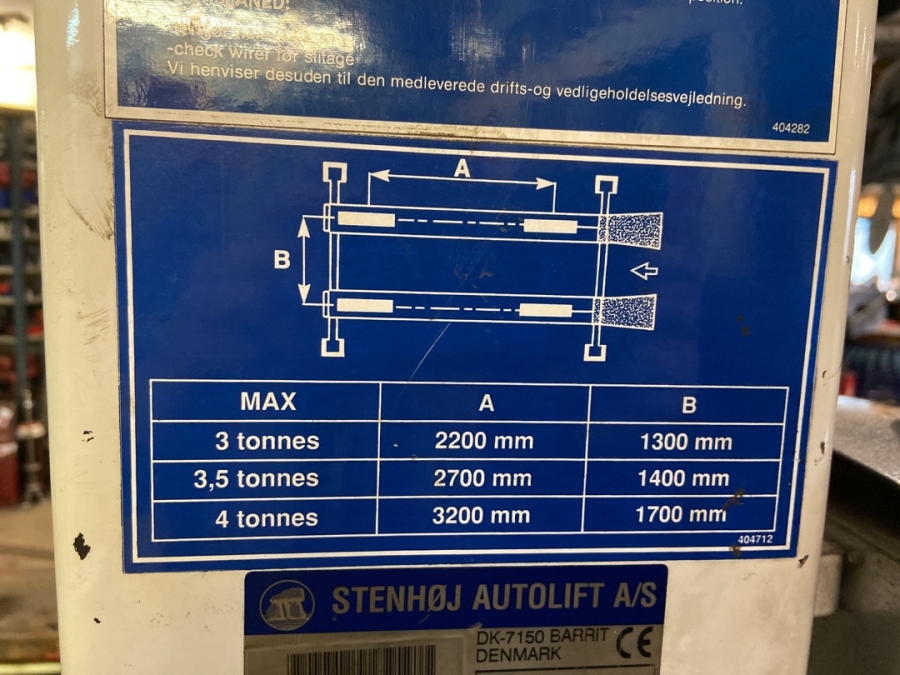 position.
MÅNED:
-check wirer for slitage
Vi henviser desuden til den medleverede drifts-og vedligeholdelsesvejledning.
404282
A
B
MAX A B
3 tonnes 2200 mm 1300 mm
3,5 tonnes 2700 mm 1400 mm
4 tonnes 3200 mm 1700 mm
404712
STENHØJ AUTOLIFT A/S
DK-7150 BARRIT CE
DENMARK